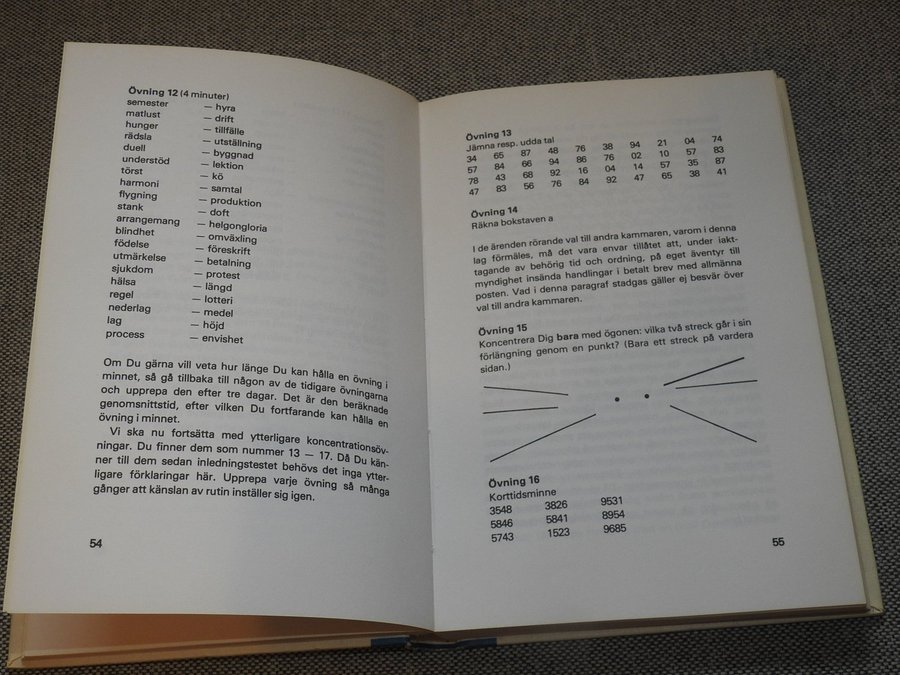 Övning 12 (4 minuter)
semester — hyra
matlust — drift
hunger — tillfälle
rädsla — utställning
duell — byggnad
understöd — lektion
törst — kö
harmoni — samtal
flygning — produktion
stank — doft
arrangemang — helgongloria
blindhet — omväxling
födelse — föreskrift
utmärkelse — betalning
sjukdom — protest
hälsa — längd
regel — lotteri
nederlag — medel
lag — höjd
process — envishet
Om Du gärna vill veta hur länge Du kan hålla en övning i
minnet, så gå tillbaka till någon av de tidigare övningarna
och upprepa den efter tre dagar. Det är den beräknade
genomsnittstid, efter vilken Du fortfarande kan hålla en
övning i minnet.
Vi ska nu fortsätta med ytterligare koncentrationsöv-
ningar. Du finner dem som nummer 13 — 17. Då Du kän-
ner till dem sedan inledningstestet behövs det inga ytter-
ligare förklaringar här. Upprepa varje övning så många
gånger att känslan av rutin inställer sig igen.
54
Övning 13
Jämna resp. udda tal
34 65 87 48 76 38 94 21 04 74
57 84 66 94 86 76 02 10 57 83
78 43 68 92 16 04 14 57 35 87
47 83 56 76 84 92 47 65 38 41
Övning 14
Räkna bokstaven a
I de ärenden rörande val till andra kammaren, varom i denna
lag förmäles, må det vara envar tillåtet att, under iakt-
tagande av behörig tid och ordning, på eget äventyr till
myndighet insända handlingar i betalt brev med allmänna
posten. Vad i denna paragraf stadgas gäller ej besvär över
val till andra kammaren.
Övning 15
Koncentrera Dig bara med ögonen: vilka två streck går i sin
förlängning genom en punkt? (Bara ett streck på vardera
sidan.)
Övning 16
Korttidsminne
3548 3826 9531
5846 5841 8954
5743 1523 9685
55